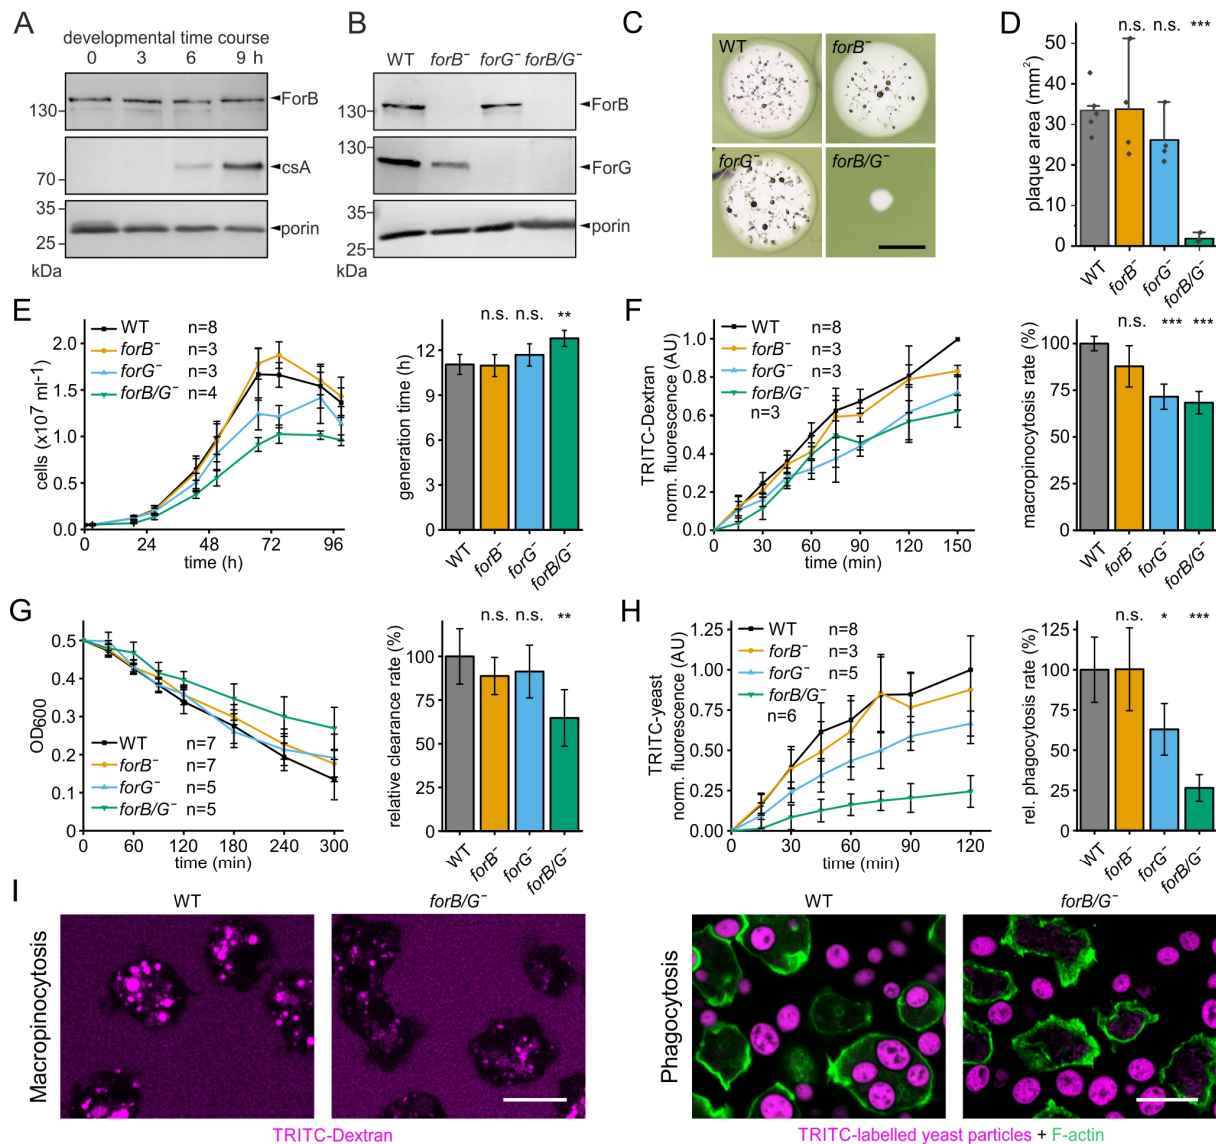 A
developmental time course
0 3 6 9 h
130
ForB
csA
70
35
porin
25
kDa
B
WT forB⁻ forG⁻ forB/G⁻
130
ForB
130
ForG
35
porin
25
kDa
C
WT
forB⁻
forG⁻
forB/G⁻
D
n.s. n.s. ***
plaque area (mm²)
50
40
30
20
10
0
WT
forB⁻
forG⁻
forB/G⁻
E
cells (x10⁷ ml⁻¹)
2.0
1.5
1.0
0.5
0.0
WT n=8
forB⁻ n=3
forG⁻ n=3
forB/G⁻ n=4
0 24 48 72 96
time (h)
n.s. n.s. **
generation time (h)
12
9
6
3
0
WT
forB⁻
forG⁻
forB/G⁻
F
TRITC-Dextran
norm. fluorescence (AU)
1.0
0.8
0.6
0.4
0.2
0.0
WT n=8
forB⁻ n=3
forG⁻ n=3
forB/G⁻
n=3
0 30 60 90 120 150
time (min)
n.s. *** ***
macropinocytosis rate (%)
100
75
50
25
0
WT
forB⁻
forG⁻
forB/G⁻
G
OD600
0.5
0.4
0.3
0.2
0.1
0
WT n=7
forB⁻ n=7
forG⁻ n=5
forB/G⁻ n=5
0 60 120 180 240 300
time (min)
n.s. n.s. **
relative clearance rate (%)
100
75
50
25
0
WT
forB⁻
forG⁻
forB/G⁻
H
TRITC-yeast
norm. fluorescence (AU)
1.25
1.00
0.75
0.50
0.25
0.00
WT n=8
forB⁻ n=3
forG⁻ n=5
forB/G⁻
n=6
0 30 60 90 120
time (min)
n.s. * ***
rel. phagocytosis rate (%)
125
100
75
50
25
0
WT
forB⁻
forG⁻
forB/G⁻
I
WT
forB/G⁻
Macropinocytosis
TRITC-Dextran
WT
forB/G⁻
Phagocytosis
TRITC-labelled yeast particles + F-actin